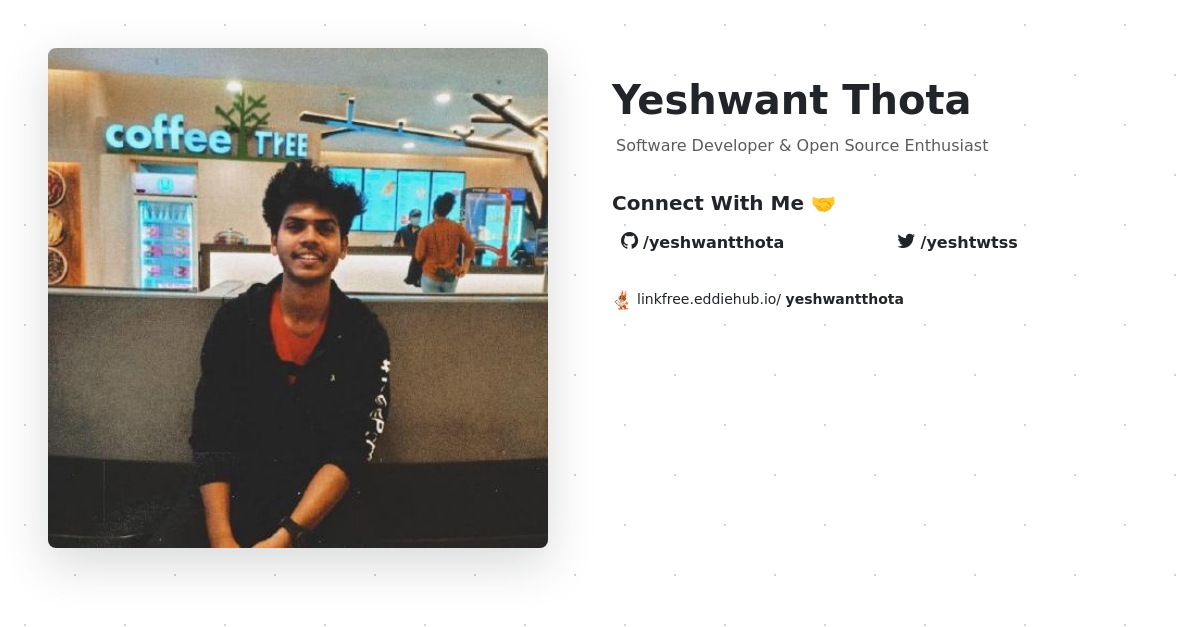 coffee TREE
Yeshwant Thota
Software Developer & Open Source Enthusiast
Connect With Me 🤝
/yeshwantthota
/yeshtwtss
linkfree.eddiehub.io/ yeshwantthota